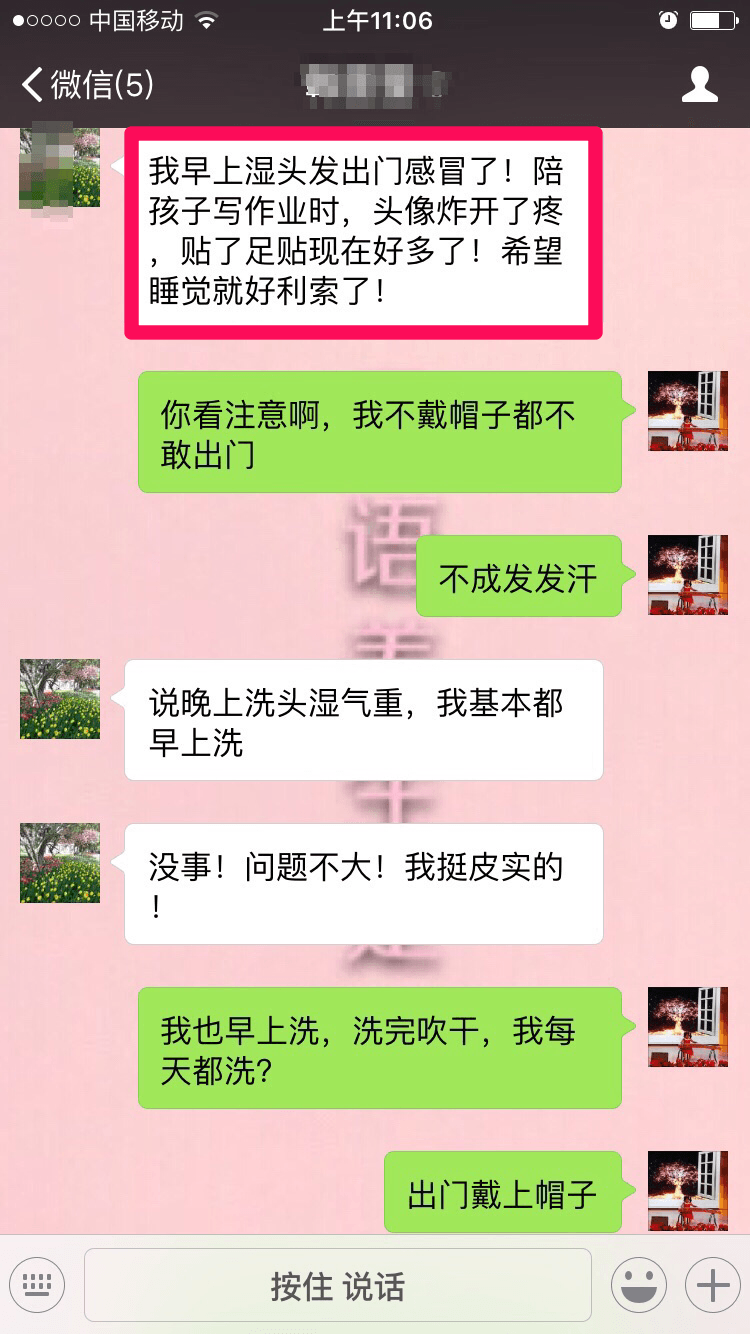 中国移动 上午11:06
微信(5)
我早上湿头发出门感冒了！陪
孩子写作业时，头像炸开了疼
，贴了足贴现在好多了！希望
睡觉就好利索了！
你看注意啊，我不戴帽子都不
敢出门
语
不成发发汗
说晚上洗头湿气重，我基本都
早上洗
没事！问题不大！我挺皮实的
！
我也早上洗，洗完吹干，我每
天都洗？
出门戴上帽子
按住 说话